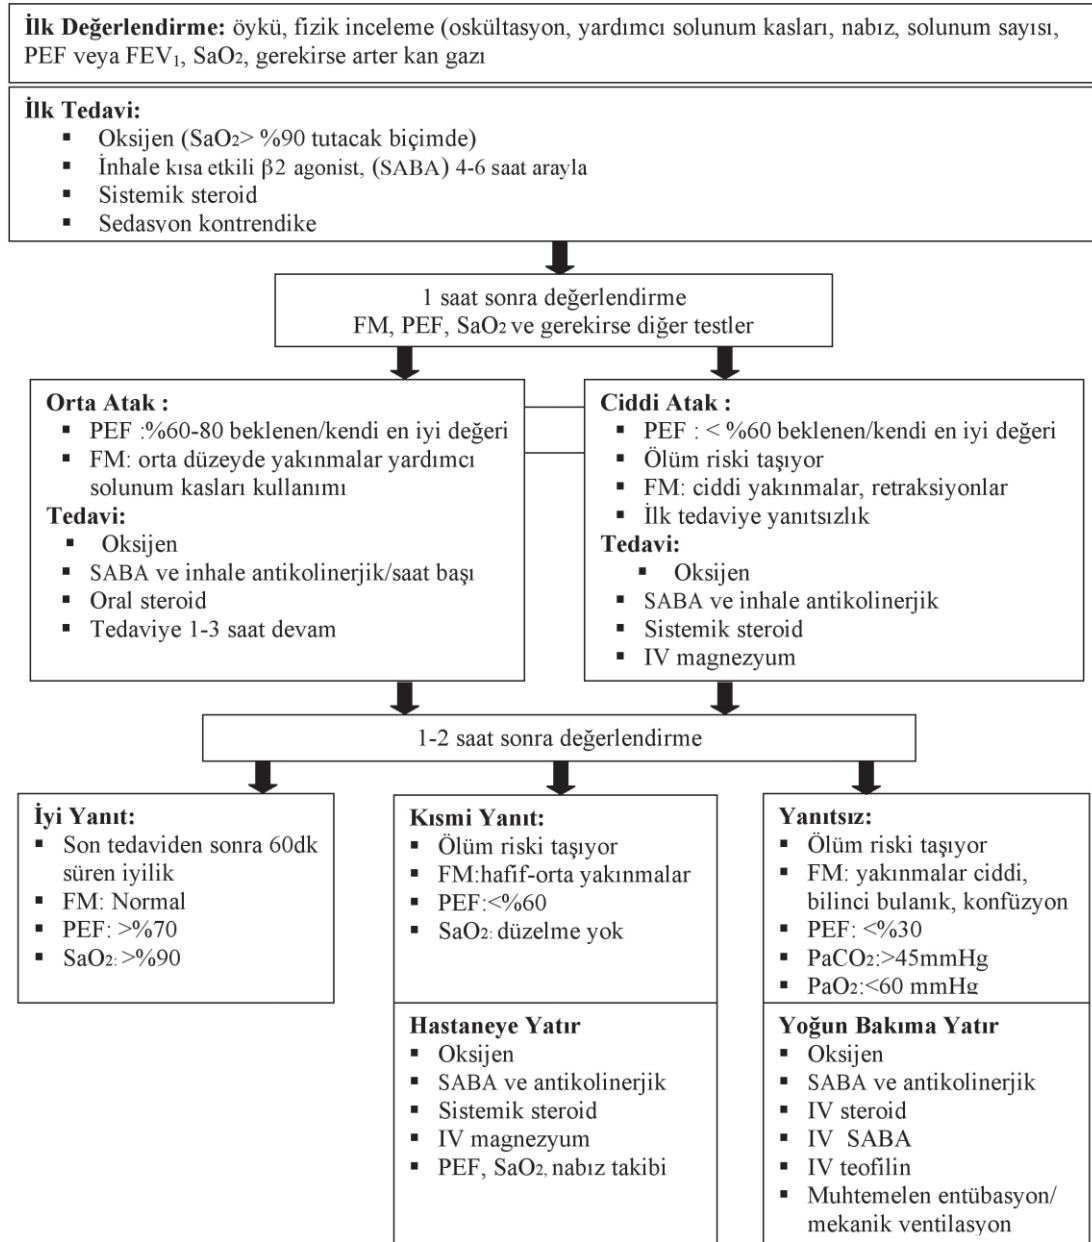 İlk Değerlendirme: öykü, fizik inceleme (oskültasyon, yardımcı solunum kasları, nabız, solunum sayısı,
PEF veya FEV₁, SaO₂, gerekirse arter kan gazı
İlk Tedavi:
▪ Oksijen (SaO₂> %90 tutacak biçimde)
▪ İnhale kısa etkili β2 agonist, (SABA) 4-6 saat arayla
▪ Sistemik steroid
▪ Sedasyon kontrendike
1 saat sonra değerlendirme
FM, PEF, SaO₂ ve gerekirse diğer testler
Orta Atak :
▪ PEF :%60-80 beklenen/kendi en iyi değeri
▪ FM: orta düzeyde yakınmalar yardımcı
solunum kasları kullanımı
Tedavi:
▪ Oksijen
▪ SABA ve inhale antikolinerjik/saat başı
▪ Oral steroid
▪ Tedaviye 1-3 saat devam
Ciddi Atak :
▪ PEF : < %60 beklenen/kendi en iyi değeri
▪ Ölüm riski taşıyor
▪ FM: ciddi yakınmalar, retraksiyonlar
▪ İlk tedaviye yanıtsızlık
Tedavi:
▪ Oksijen
▪ SABA ve inhale antikolinerjik
▪ Sistemik steroid
▪ IV magnezyum
1-2 saat sonra değerlendirme
İyi Yanıt:
▪ Son tedaviden sonra 60dk
süren iyilik
▪ FM: Normal
▪ PEF: >%70
▪ SaO₂: >%90
Kısmi Yanıt:
▪ Ölüm riski taşıyor
▪ FM:hafif-orta yakınmalar
▪ PEF:<%60
▪ SaO₂: düzelme yok
Hastaneye Yatır
▪ Oksijen
▪ SABA ve antikolinerjik
▪ Sistemik steroid
▪ IV magnezyum
▪ PEF, SaO₂, nabız takibi
Yanıtsız:
▪ Ölüm riski taşıyor
▪ FM: yakınmalar ciddi,
bilinci bulanık, konfüzyon
▪ PEF: <%30
▪ PaCO₂:>45mmHg
▪ PaO₂:<60 mmHg
Yoğun Bakıma Yatır
▪ Oksijen
▪ SABA ve antikolinerjik
▪ IV steroid
▪ IV SABA
▪ IV teofilin
▪ Muhtemelen entübasyon/
mekanik ventilasyon